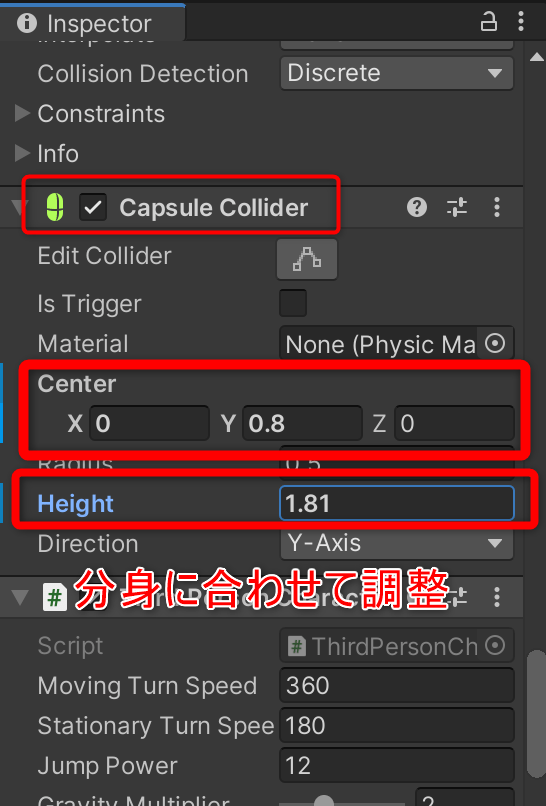 Inspector
Interpolate
Collision Detection Discrete
Constraints
Info
Capsule Collider
Edit Collider
Is Trigger
Material None (Physic Ma
Center
X 0 Y 0.8 Z 0
Radius 0.5
Height 1.81
Direction Y-Axis
分身に合わせて調整
Script ThirdPersonCh
Moving Turn Speed 360
Stationary Turn Spee 180
Jump Power 12
Gravity Multiplier 2